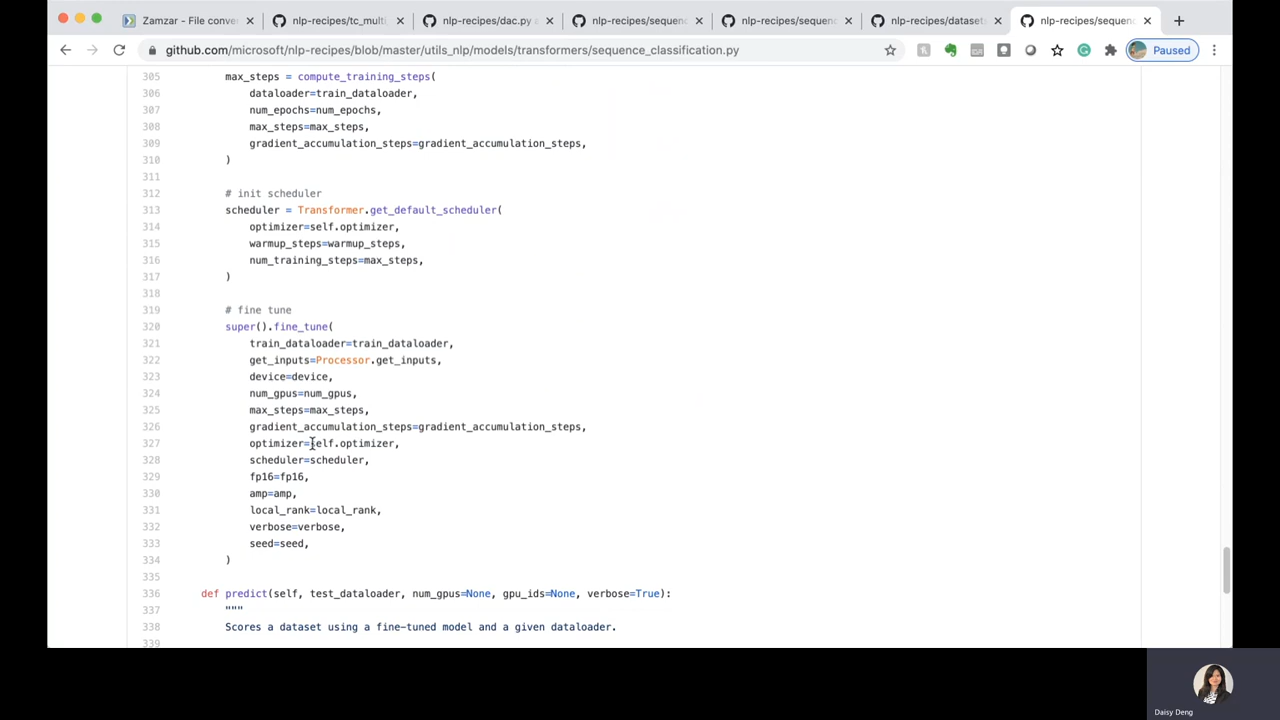 Zamzar - File conver
nlp-recipes/tc_multi
nlp-recipes/dac.py a
nlp-recipes/sequenc
nlp-recipes/sequenc
nlp-recipes/datasets
nlp-recipes/sequenc
github.com/microsoft/nlp-recipes/blob/master/utils_nlp/models/transformers/sequence_classification.py
Paused
305 max_steps = compute_training_steps(
306 dataloader=train_dataloader,
307 num_epochs=num_epochs,
308 max_steps=max_steps,
309 gradient_accumulation_steps=gradient_accumulation_steps,
310 )
311
312 # init scheduler
313 scheduler = Transformer.get_default_scheduler(
314 optimizer=self.optimizer,
315 warmup_steps=warmup_steps,
316 num_training_steps=max_steps,
317 )
318
319 # fine tune
320 super().fine_tune(
321 train_dataloader=train_dataloader,
322 get_inputs=Processor.get_inputs,
323 device=device,
324 num_gpus=num_gpus,
325 max_steps=max_steps,
326 gradient_accumulation_steps=gradient_accumulation_steps,
327 optimizer=self.optimizer,
328 scheduler=scheduler,
329 fp16=fp16,
330 amp=amp,
331 local_rank=local_rank,
332 verbose=verbose,
333 seed=seed,
334 )
335
336 def predict(self, test_dataloader, num_gpus=None, gpu_ids=None, verbose=True):
337 """
338 Scores a dataset using a fine-tuned model and a given dataloader.
339
Daisy Deng